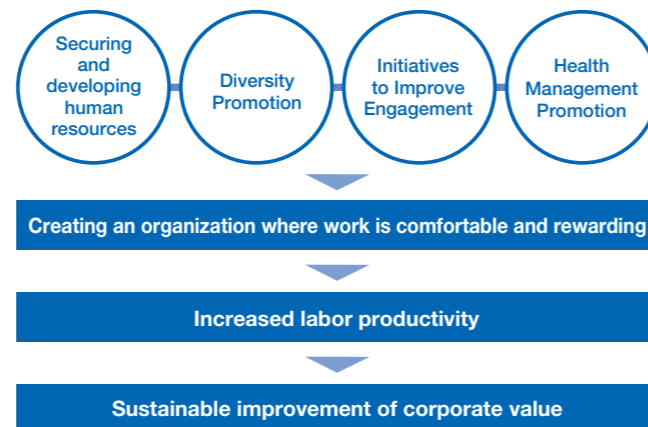 Securing
and
developing
human
resources
Diversity
Promotion
Initiatives
to Improve
Engagement
Health
Management
Promotion
Creating an organization where work is comfortable and rewarding
Increased labor productivity
Sustainable improvement of corporate value